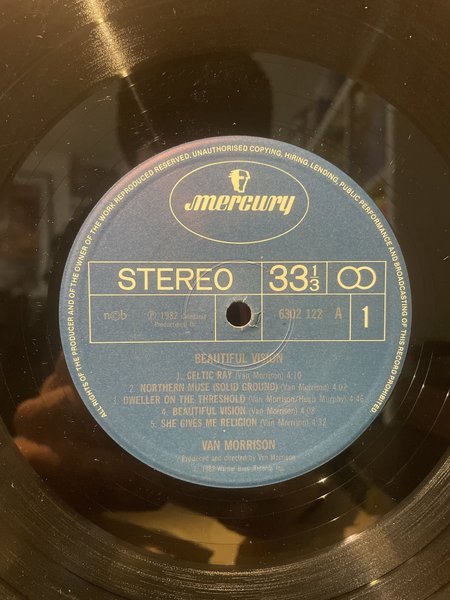 ALL RIGHTS OF THE PRODUCER AND OF THE OWNER OF THE WORK REPRODUCED RESERVED. UNAUTHORISED COPYING, HIRING, LENDING, PUBLIC PERFORMANCE AND BROADCASTING OF THIS RECORD PROHIBITED
mercury
STEREO 33 1/3
n©b ℗ 1982 Productions 6302 122 A 1
BEAUTIFUL VISION
1. CELTIC RAY (Van Morrison) 4:10
2. NORTHERN MUSE (SOLID GROUND) (Van Morrison) 4:02
3. DWELLER ON THE THRESHOLD (Van Morrison/Hugh Murphy) 4:46
4. BEAUTIFUL VISION (Van Morrison) 4:08
5. SHE GIVES ME RELIGION (Van Morrison) 4:32
VAN MORRISON
Produced and directed by Van Morrison
1982 Warner Bros Records Inc.